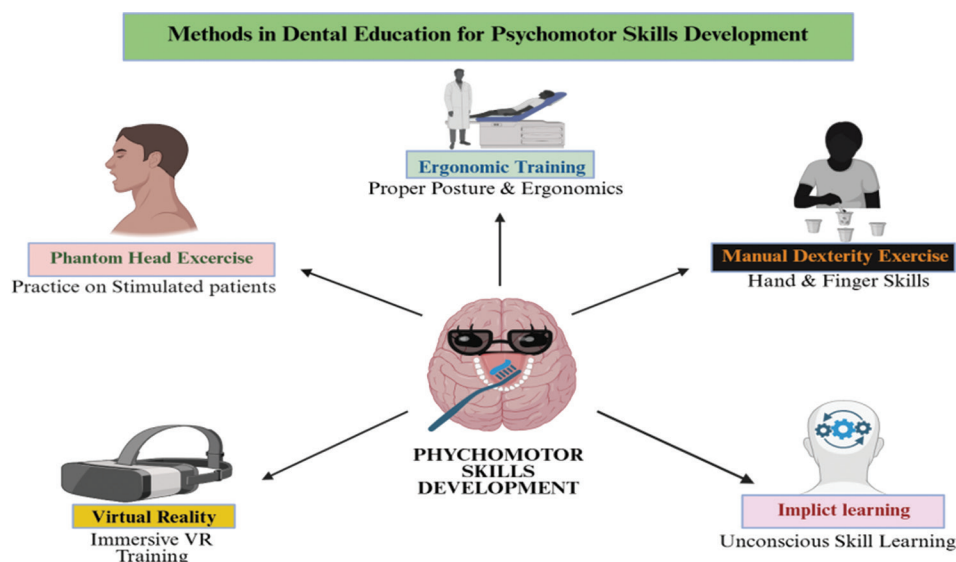 Methods in Dental Education for Psychomotor Skills Development
Ergonomic Training
Proper Posture & Ergonomics
Phantom Head Excercise
Practice on Stimulated patients
Manual Dexterity Exercise
Hand & Finger Skills
PHYCHOMOTOR
SKILLS
DEVELOPMENT
Virtual Reality
Immersive VR
Training
Implict learning
Unconscious Skill Learning